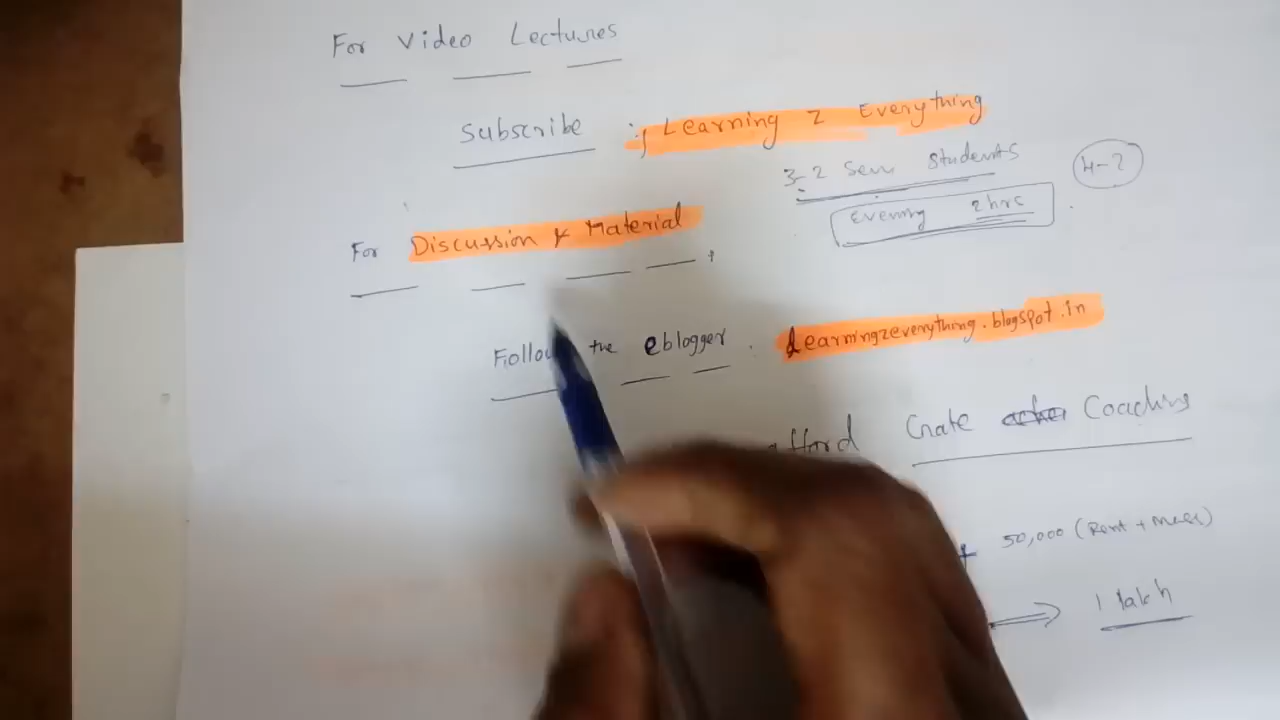 For Video Lectures
Subscribe : Learning 2 Everything
3-2 Sem students
4-2
Evening 2hrs
For Discussion & Material
Follow the eblogger . Learning2everything.blogspot.in
afford Gate Coaching
+ 50,000 (Rent + Mess)
⇒ 1 lakh